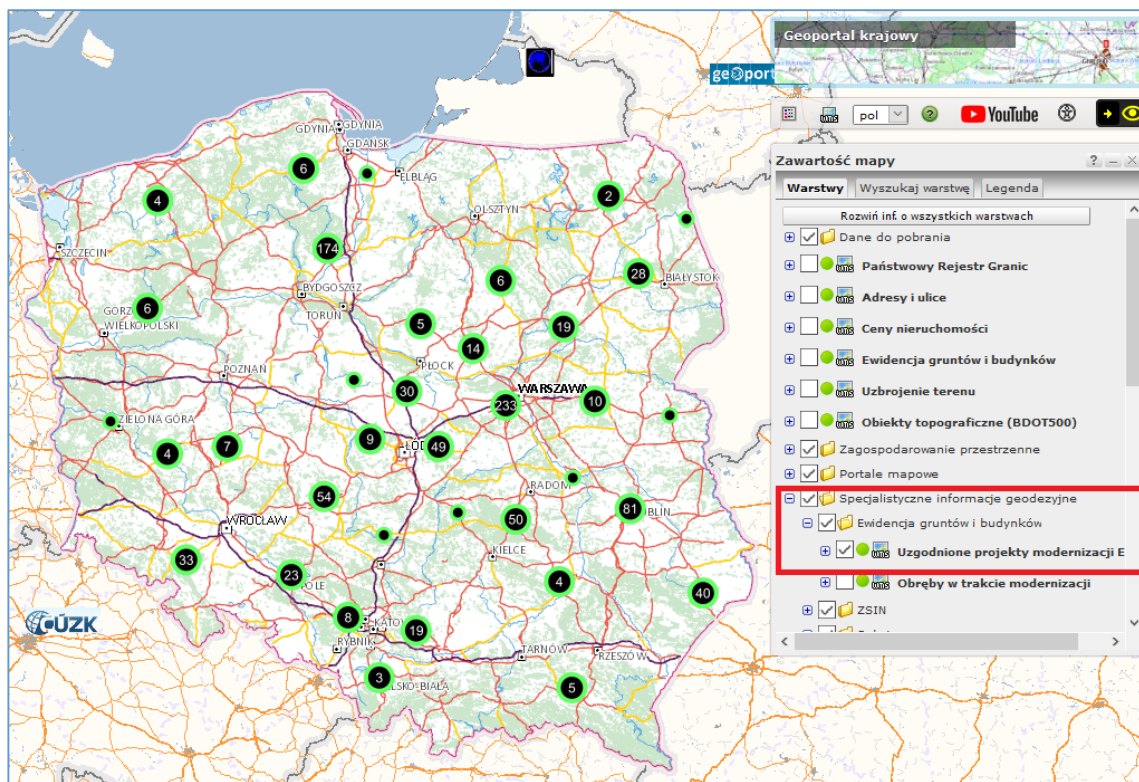 Geoportal krajowy
geoport
pol
YouTube
Zawartość mapy
Warstwy
Wyszukaj warstwę
Legenda
Rozwiń inf. o wszystkich warstwach
Dane do pobrania
Państwowy Rejestr Granic
Adresy i ulice
Ceny nieruchomości
Ewidencja gruntów i budynków
Uzbrojenie terenu
Obiekty topograficzne (BDOT500)
Zagospodarowanie przestrzenne
Portale mapowe
Specjalistyczne informacje geodezyjne
Ewidencja gruntów i budynków
Uzgodnione projekty modernizacji E
Obręby w trakcie modernizacji
ZSIN
GDYNIA
GDYNIA
GDAŃSK
ELBLĄG
6
4
2
OLSZTYN
SZCZECIN
174
28
BIAŁYSTOK
6
BYDGOSZCZ
TORUŃ
6
GORZ
WIELKOPOLSKI
5
19
14
PŁOCK
POZNAŃ
30
WARSZAWA
233
10
ZIELONA GÓRA
9
ŁÓD
49
4
7
54
RADOM
50
81
BLIN
WROCŁAW
KIELCE
33
23
POLE
4
40
8
KATO
19
RYBNIK
TARNÓW
RZESZÓW
3
ELSKO-BIAŁA
5
ČÚZK